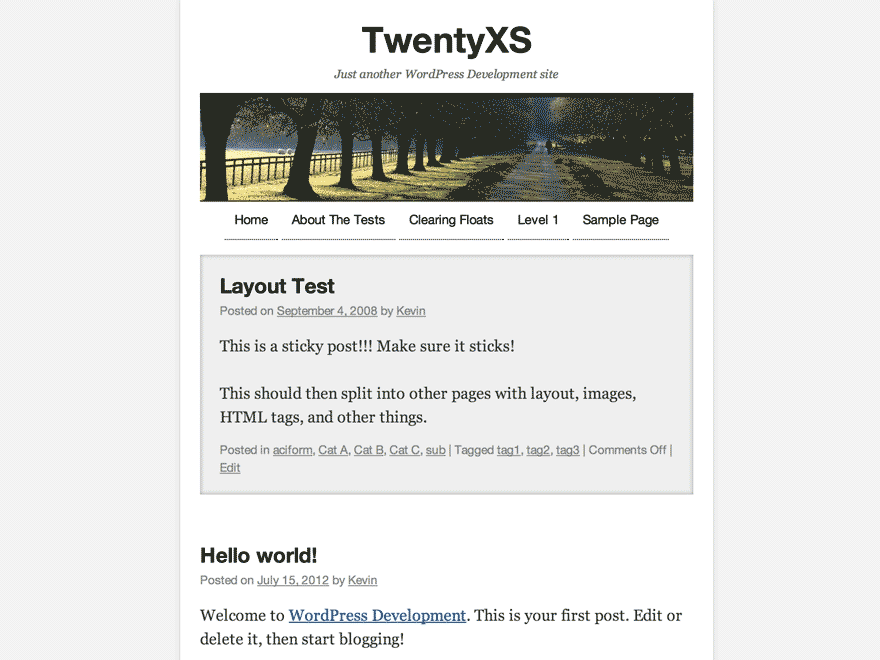 TwentyXS
Just another WordPress Development site
Home About The Tests Clearing Floats Level 1 Sample Page
Layout Test
Posted on September 4, 2008 by Kevin
This is a sticky post!!! Make sure it sticks!
This should then split into other pages with layout, images,
HTML tags, and other things.
Posted in aciform, Cat A, Cat B, Cat C, sub | Tagged tag1, tag2, tag3 | Comments Off |
Edit
Hello world!
Posted on July 15, 2012 by Kevin
Welcome to WordPress Development. This is your first post. Edit or
delete it, then start blogging!